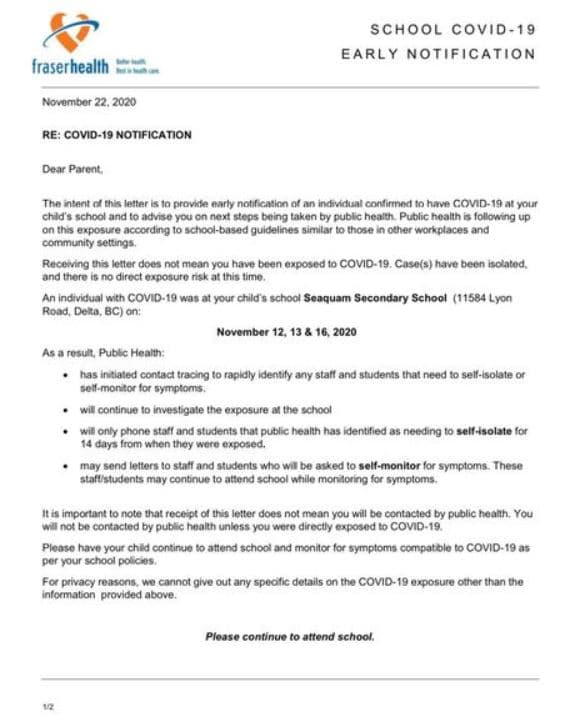 SCHOOL COVID-19
EARLY NOTIFICATION
fraserhealth
Better health.
Best in health care.
November 22, 2020
RE: COVID-19 NOTIFICATION
Dear Parent,
The intent of this letter is to provide early notification of an individual confirmed to have COVID-19 at your
child's school and to advise you on next steps being taken by public health. Public health is following up
on this exposure according to school-based guidelines similar to those in other workplaces and
community settings.
Receiving this letter does not mean you have been exposed to COVID-19. Case(s) have been isolated,
and there is no direct exposure risk at this time.
An individual with COVID-19 was at your child's school Seaquam Secondary School (11584 Lyon
Road, Delta, BC) on:
November 12, 13 & 16, 2020
As a result, Public Health:
• has initiated contact tracing to rapidly identify any staff and students that need to self-isolate or
self-monitor for symptoms.
• will continue to investigate the exposure at the school
• will only phone staff and students that public health has identified as needing to self-isolate for
14 days from when they were exposed.
• may send letters to staff and students who will be asked to self-monitor for symptoms. These
staff/students may continue to attend school while monitoring for symptoms.
It is important to note that receipt of this letter does not mean you will be contacted by public health. You
will not be contacted by public health unless you were directly exposed to COVID-19.
Please have your child continue to attend school and monitor for symptoms compatible to COVID-19 as
per your school policies.
For privacy reasons, we cannot give out any specific details on the COVID-19 exposure other than the
information provided above.
Please continue to attend school.
1/2